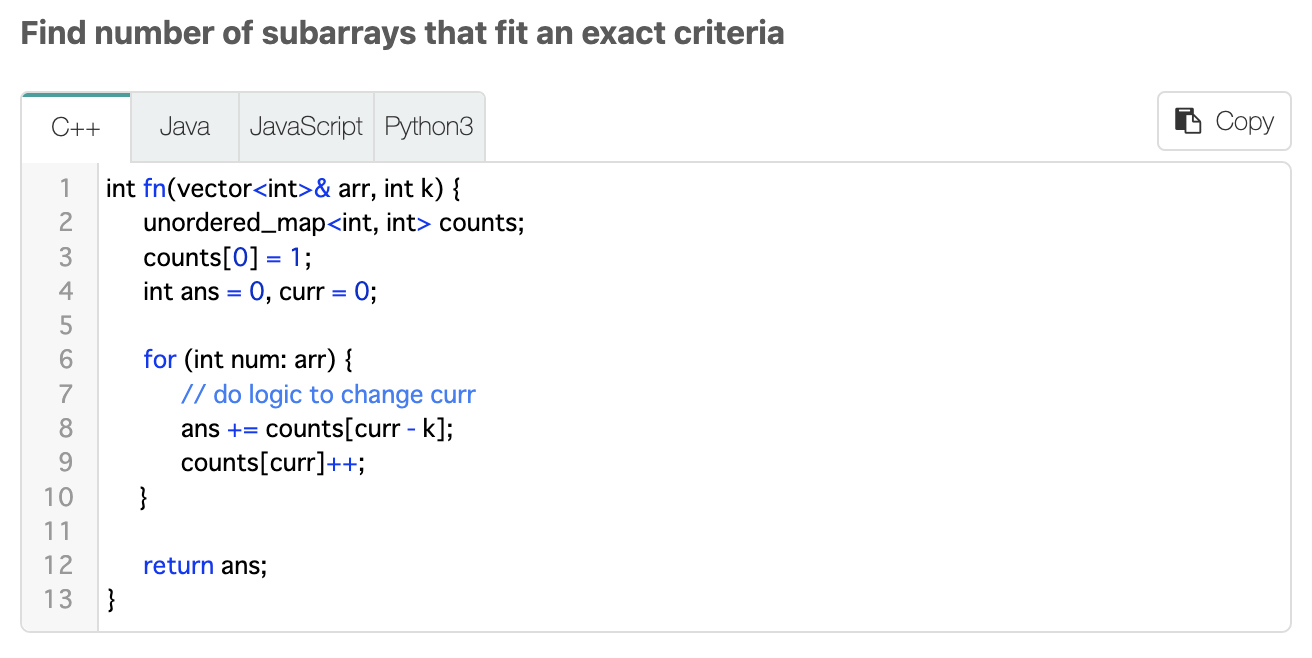 Find number of subarrays that fit an exact criteria
C++ Java JavaScript Python3 Copy
1 int fn(vector<int>& arr, int k) {
2 unordered_map<int, int> counts;
3 counts[0] = 1;
4 int ans = 0, curr = 0;
5
6 for (int num: arr) {
7 // do logic to change curr
8 ans += counts[curr - k];
9 counts[curr]++;
10 }
11
12 return ans;
13 }